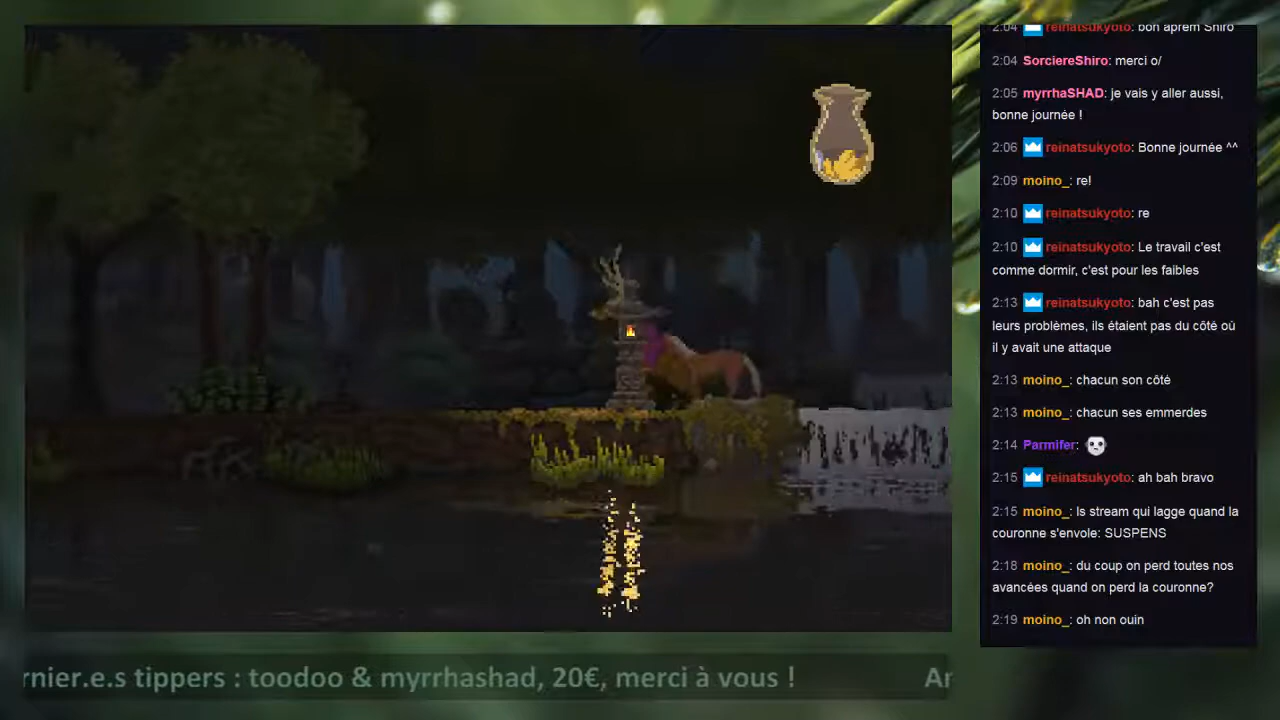 2:04 reinatsukyoto: bon aprem Shiro
2:04 SorciereShiro: merci o/
2:05 myrrhaSHAD: je vais y aller aussi,
bonne journée !
2:06 reinatsukyoto: Bonne journée ^^
2:09 moino_: re!
2:10 reinatsukyoto: re
2:10 reinatsukyoto: Le travail c'est
comme dormir, c'est pour les faibles
2:13 reinatsukyoto: bah c'est pas
leurs problèmes, ils étaient pas du côté où
il y avait une attaque
2:13 moino_: chacun son côté
2:13 moino_: chacun ses emmerdes
2:14 Parmifer:
2:15 reinatsukyoto: ah bah bravo
2:15 moino_: ls stream qui lagge quand la
couronne s'envole: SUSPENS
2:18 moino_: du coup on perd toutes nos
avancées quand on perd la couronne?
2:19 moino_: oh non ouin
rnier.e.s tippers : toodoo & myrrhashad, 20€, merci à vous ! Ar